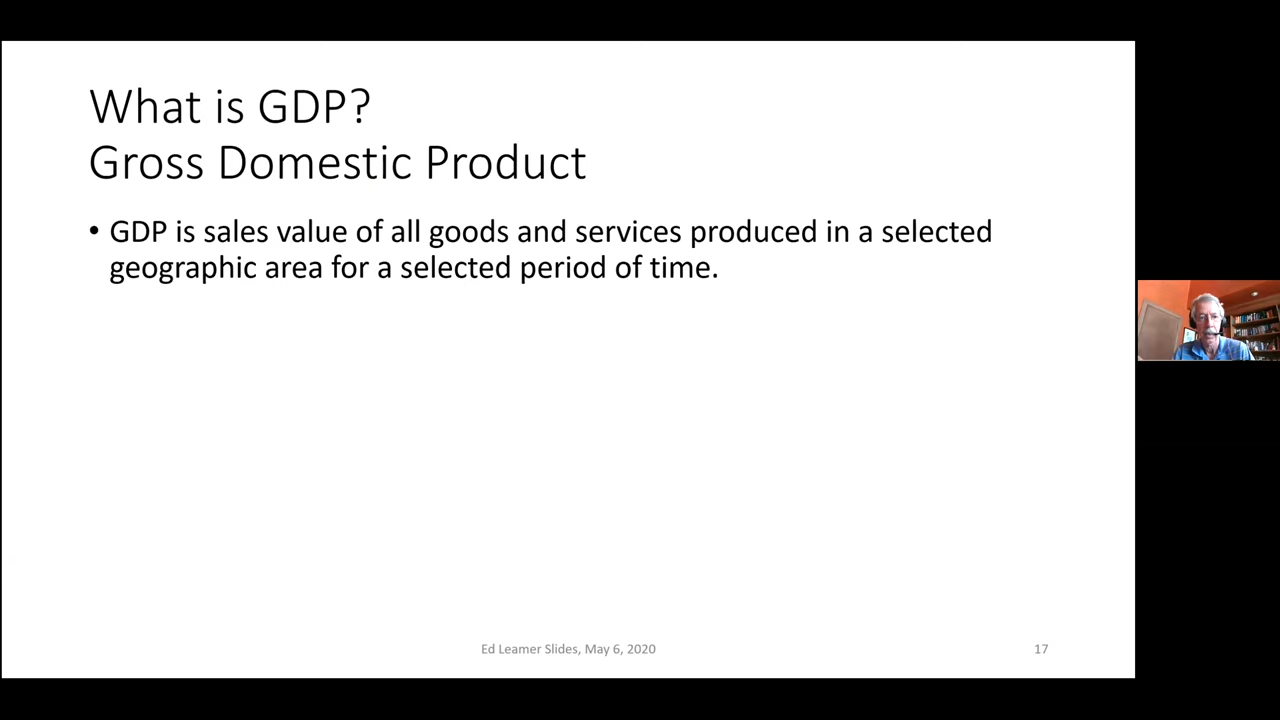 What is GDP?
Gross Domestic Product
• GDP is sales value of all goods and services produced in a selected
geographic area for a selected period of time.
Ed Leamer Slides, May 6, 2020
17